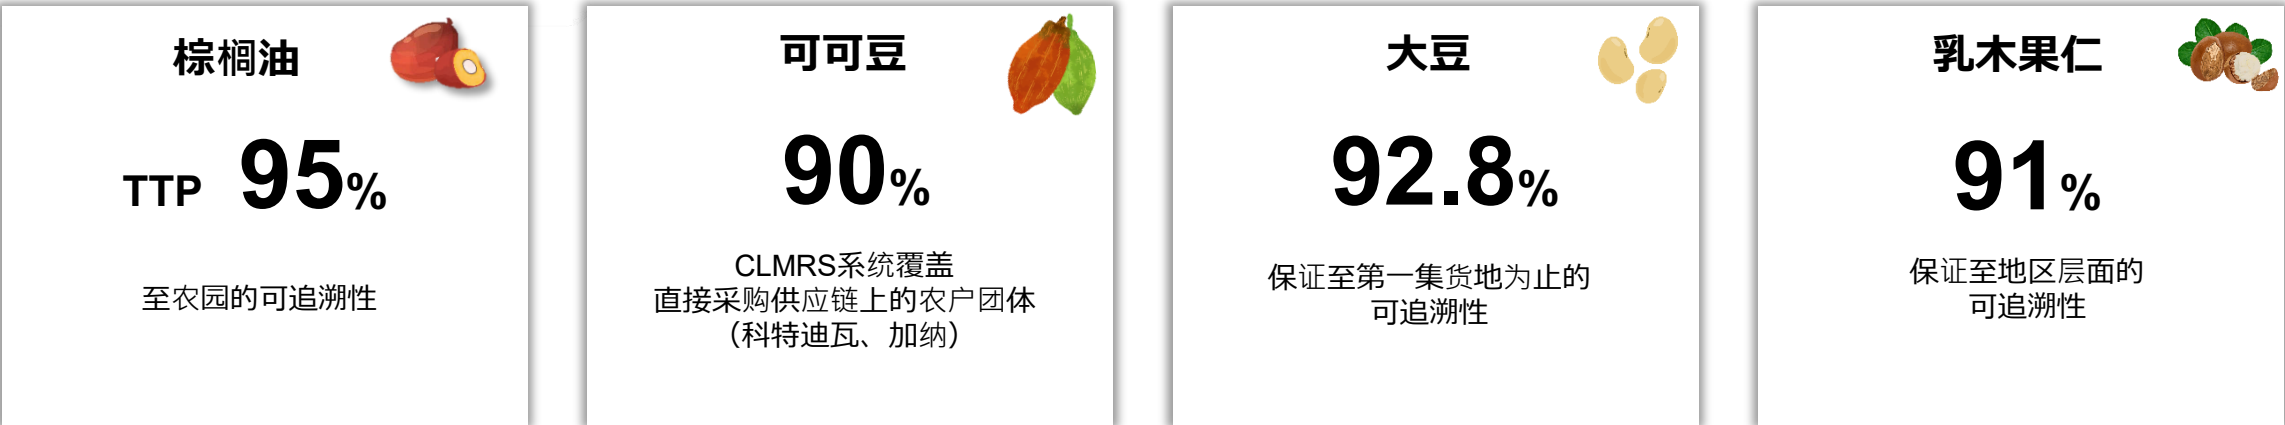 棕榈油
TTP 95%
至农园的可追溯性
可可豆
90%
CLMRS系统覆盖
直接采购供应链上的农户团体
（科特迪瓦、加纳）
大豆
92.8%
保证至第一集货地为止的
可追溯性
乳木果仁
91%
保证至地区层面的
可追溯性